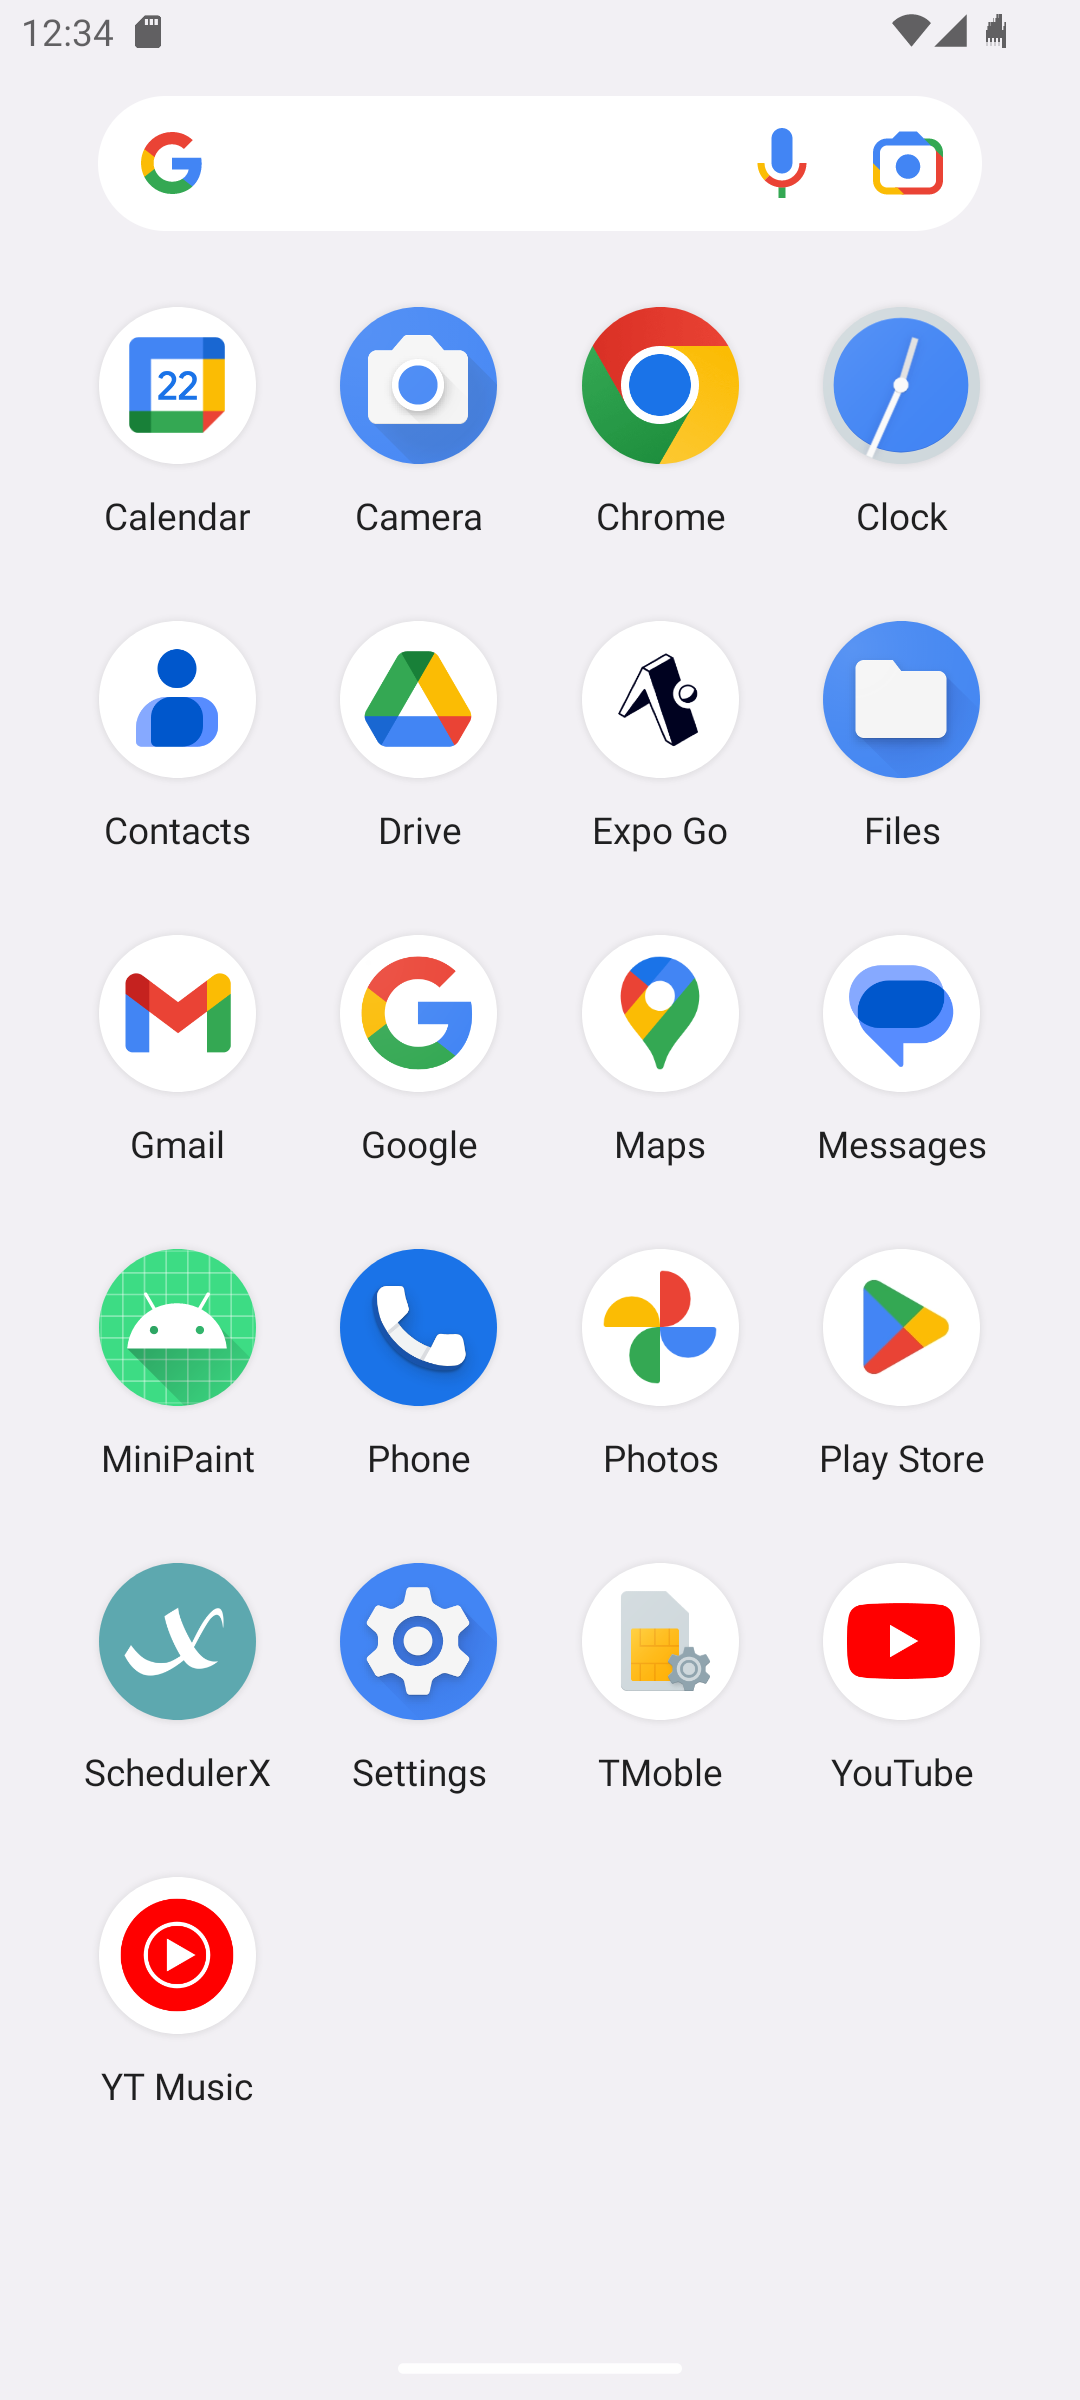 12:34
22
Calendar Camera Chrome Clock
Contacts Drive Expo Go Files
Gmail Google Maps Messages
MiniPaint Phone Photos Play Store
SchedulerX Settings TMoble YouTube
YT Music